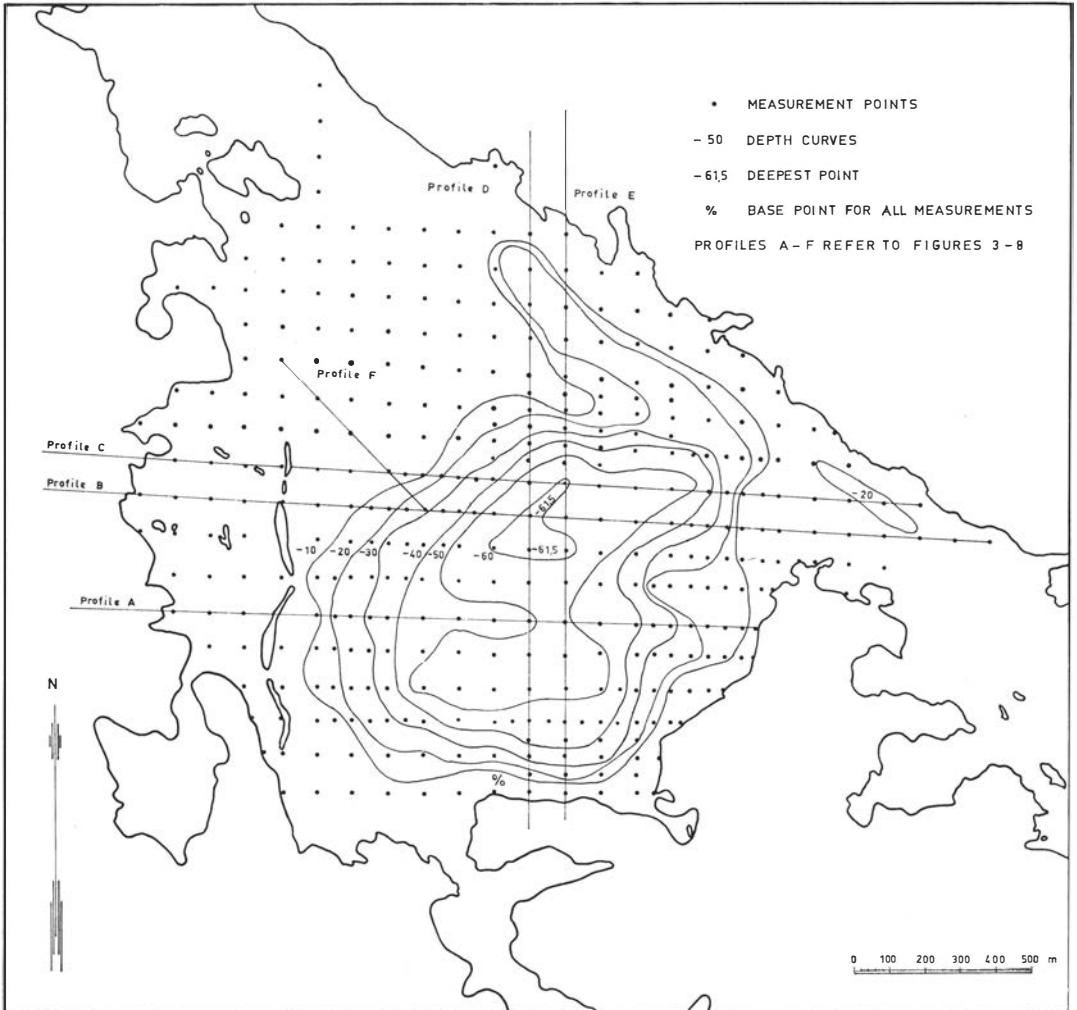 • MEASUREMENT POINTS
- 50 DEPTH CURVES
- 61,5 DEEPEST POINT
% BASE POINT FOR ALL MEASUREMENTS
PROFILES A - F REFER TO FIGURES 3 - 8
Profile D
Profile E
Profile F
Profile C
Profile B
-20
-61,5
-10 -20 -30 -40 -50 -60 -61,5
Profile A
N
%
0 100 200 300 400 500 m